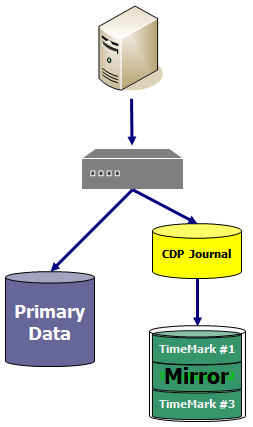 CDP Journal
Primary
Data
TimeMark #1
Mirror
TimeMark #3